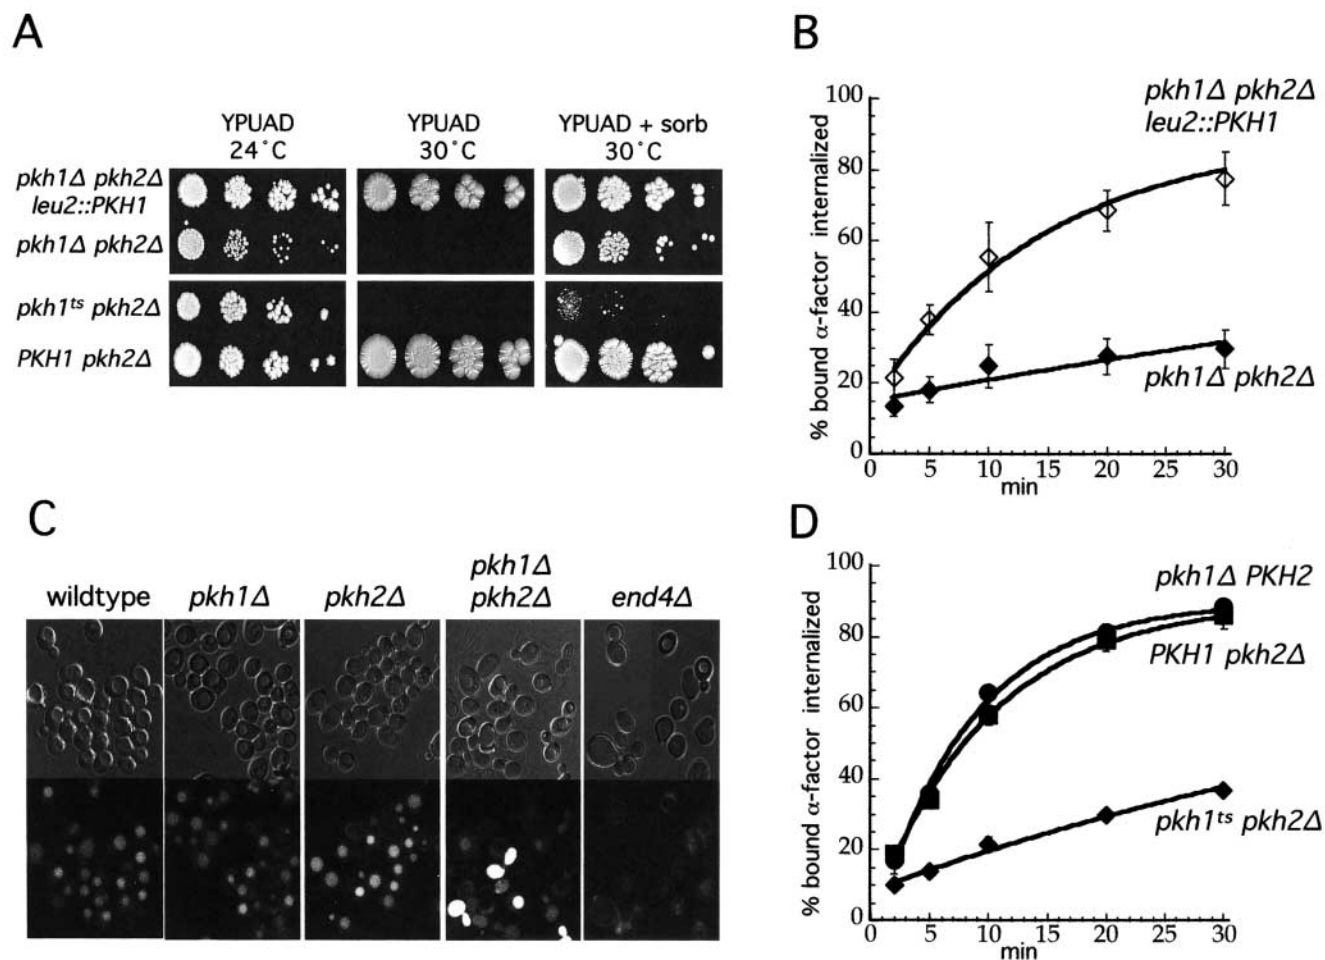 A
YPUAD
24˚C
YPUAD
30˚C
YPUAD + sorb
30˚C
pkh1Δ pkh2Δ
leu2::PKH1
pkh1Δ pkh2Δ
pkh1ts pkh2Δ
PKH1 pkh2Δ
B
% bound α-factor internalized
100
80
60
40
20
0
0 5 10 15 20 25 30
min
pkh1Δ pkh2Δ
leu2::PKH1
pkh1Δ pkh2Δ
C
wildtype
pkh1Δ
pkh2Δ
pkh1Δ
pkh2Δ
end4Δ
D
% bound α-factor internalized
100
80
60
40
20
0
0 5 10 15 20 25 30
min
pkh1Δ PKH2
PKH1 pkh2Δ
pkh1ts pkh2Δ